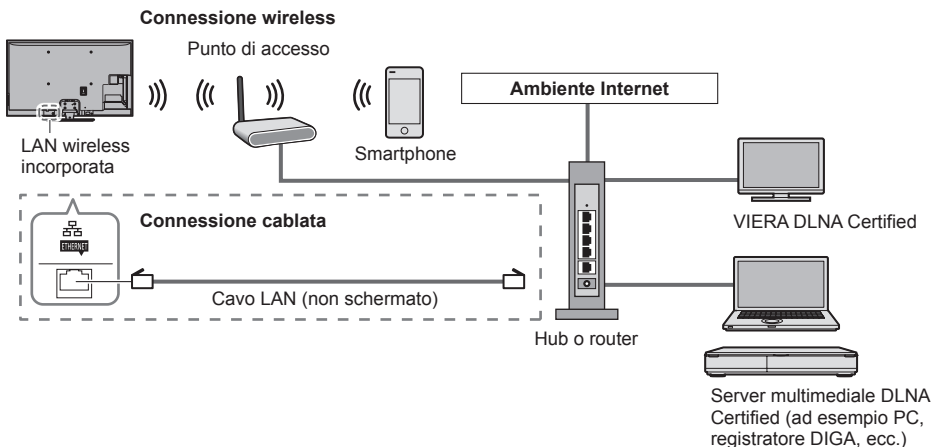 Connessione wireless
Punto di accesso
Ambiente Internet
LAN wireless
incorporata
Smartphone
VIERA DLNA Certified
Connessione cablata
ETHERNET
Cavo LAN (non schermato)
Hub o router
Server multimediale DLNA
Certified (ad esempio PC,
registratore DIGA, ecc.)